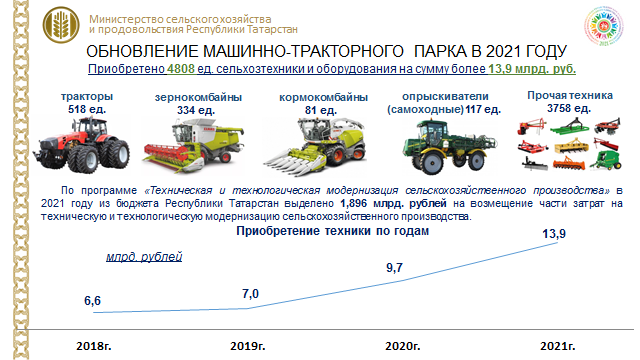 Министерство сельского хозяйства
и продовольствия Республики Татарстан
ОБНОВЛЕНИЕ МАШИННО-ТРАКТОРНОГО ПАРКА В 2021 ГОДУ
Приобретено 4808 ед. сельхозтехники и оборудования на сумму более 13,9 млрд. руб.
тракторы
518 ед.
зернокомбайны
334 ед.
кормокомбайны
81 ед.
опрыскиватели
(самоходные) 117 ед.
Прочая техника
3758 ед.
По программе «Техническая и технологическая модернизация сельскохозяйственного производства» в
2021 году из бюджета Республики Татарстан выделено 1,896 млрд. рублей на возмещение части затрат на
техническую и технологическую модернизацию сельскохозяйственного производства.
Приобретение техники по годам
млрд. рублей
6,6
7,0
9,7
13,9
2018г.
2019г.
2020г.
2021г.